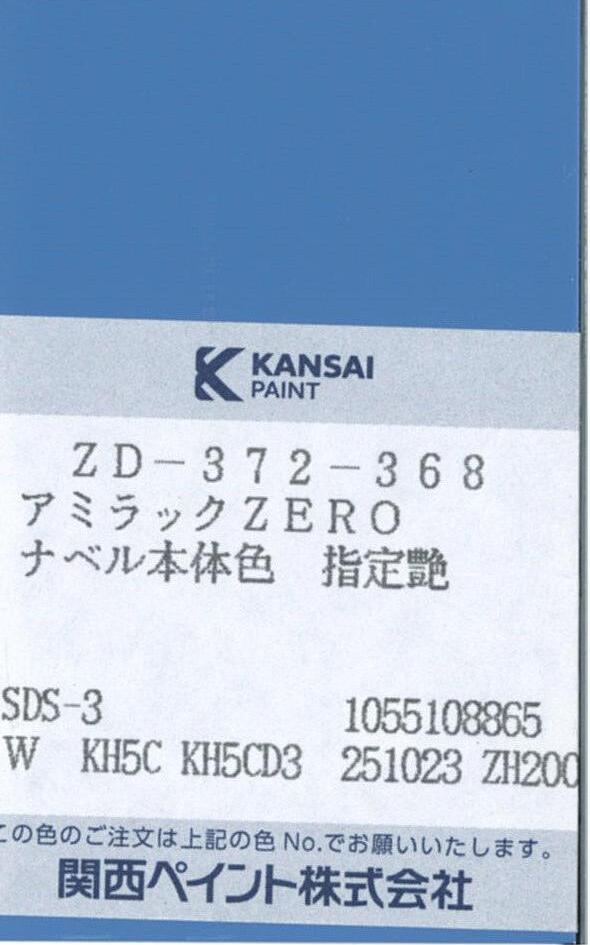 KANSAI
PAINT
ZD-372-368
アミラックZERO
ナベル本体色 指定艶
SDS-3 1055108865
W KH5C KH5CD3 251023 ZH200
この色のご注文は上記の色No.でお願いいたします。
関西ペイント株式会社